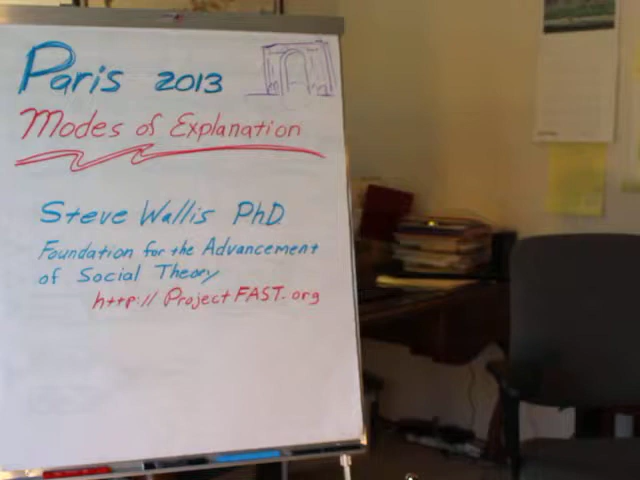 Paris 2013
Modes of Explanation
Steve Wallis PhD
Foundation for the Advancement
of Social Theory
http:// ProjectFAST.org